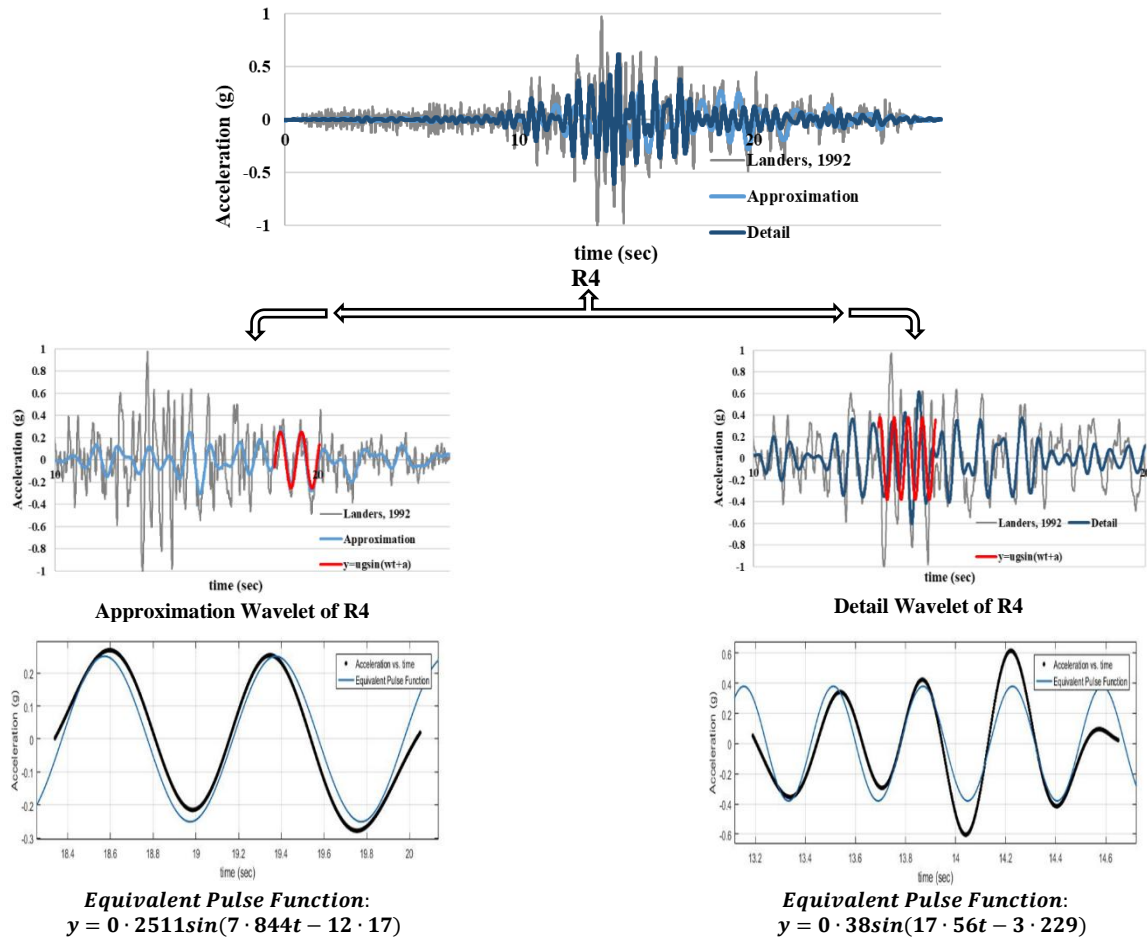 Acceleration (g)
1
0.5
0
-0.5
-1
0
10
20
Landers, 1992
Approximation
Detail
time (sec)
R4
Acceleration (g)
1
0.8
0.6
0.4
0.2
0
-0.2
-0.4
-0.6
-0.8
-1
10
20
Landers, 1992
Approximation
y=ugsin(wt+a)
time (sec)
Approximation Wavelet of R4
Acceleration (g)
1
0.8
0.6
0.4
0.2
0
-0.2
-0.4
-0.6
-0.8
-1
10
20
Landers, 1992
Detail
y=ugsin(wt+a)
time (sec)
Detail Wavelet of R4
Acceleration (g)
0.2
0.1
0
-0.1
-0.2
-0.3
18.4
18.6
18.8
19
19.2
19.4
19.6
19.8
20
Acceleration vs. time
Equivalent Pulse Function
time (sec)
Equivalent Pulse Function:
y = 0 · 2511sin(7 · 844t − 12 · 17)
Acceleration (g)
0.6
0.4
0.2
0
-0.2
-0.4
-0.6
13.2
13.4
13.6
13.8
14
14.2
14.4
14.6
Acceleration vs. time
Equivalent Pulse Function
time (sec)
Equivalent Pulse Function:
y = 0 · 38sin(17 · 56t − 3 · 229)